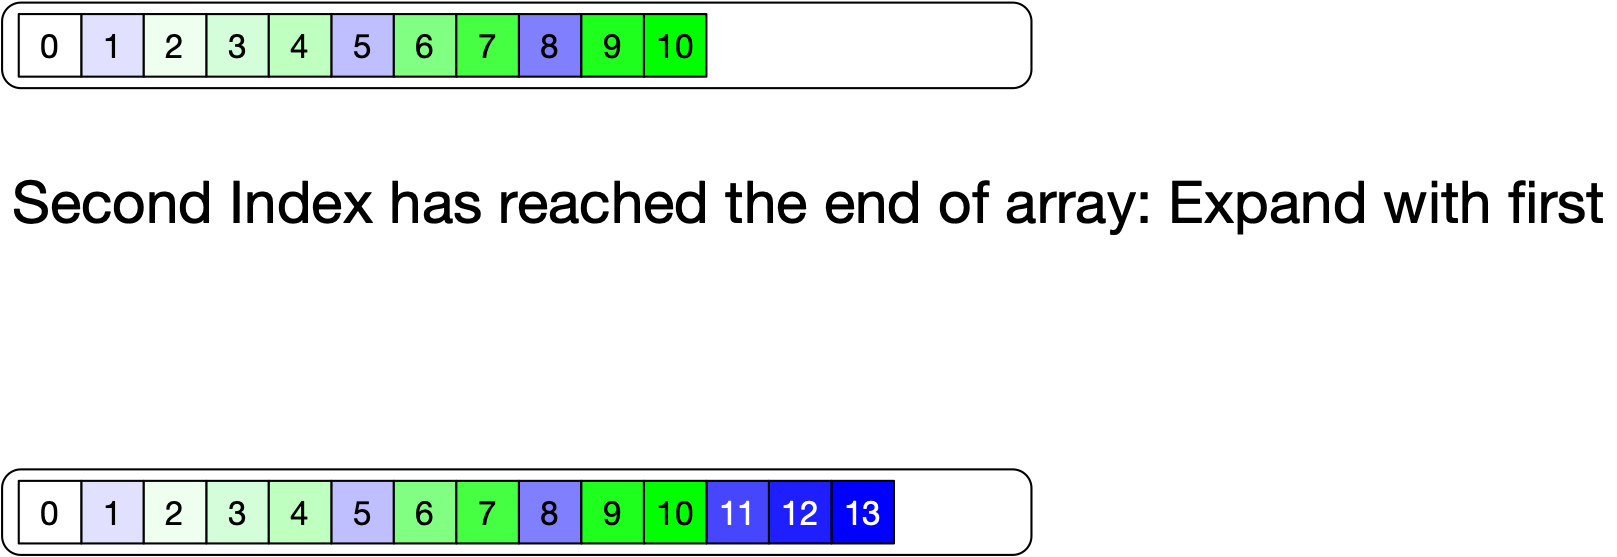 0 1 2 3 4 5 6 7 8 9 10
Second Index has reached the end of array: Expand with first
0 1 2 3 4 5 6 7 8 9 10 11 12 13